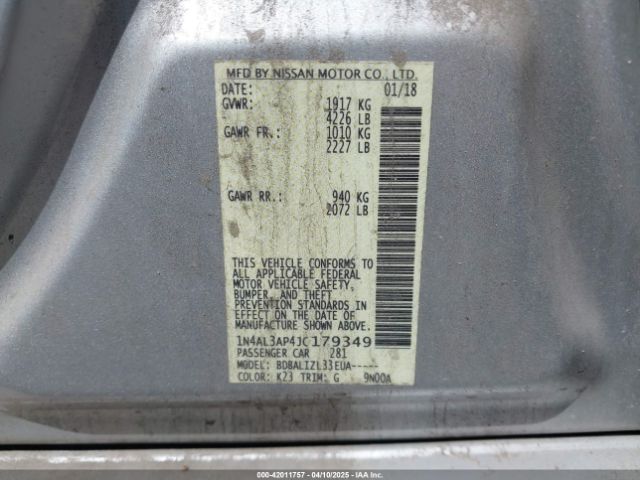 MFD BY NISSAN MOTOR CO., LTD.
DATE: 01/18
GVWR: 1917 KG
4226 LB
GAWR FR.: 1010 KG
2227 LB
GAWR RR.: 940 KG
2072 LB
THIS VEHICLE CONFORMS TO
ALL APPLICABLE FEDERAL
MOTOR VEHICLE SAFETY,
BUMPER, AND THEFT
PREVENTION STANDARDS IN
EFFECT ON THE DATE OF
MANUFACTURE SHOWN ABOVE.
1N4AL3AP4JC179349
PASSENGER CAR 281
MODEL: BDBALIZL33EUA-----
COLOR: K23 TRIM: G 9N00A
000-42011757 - 04/10/2025 - IAA Inc.